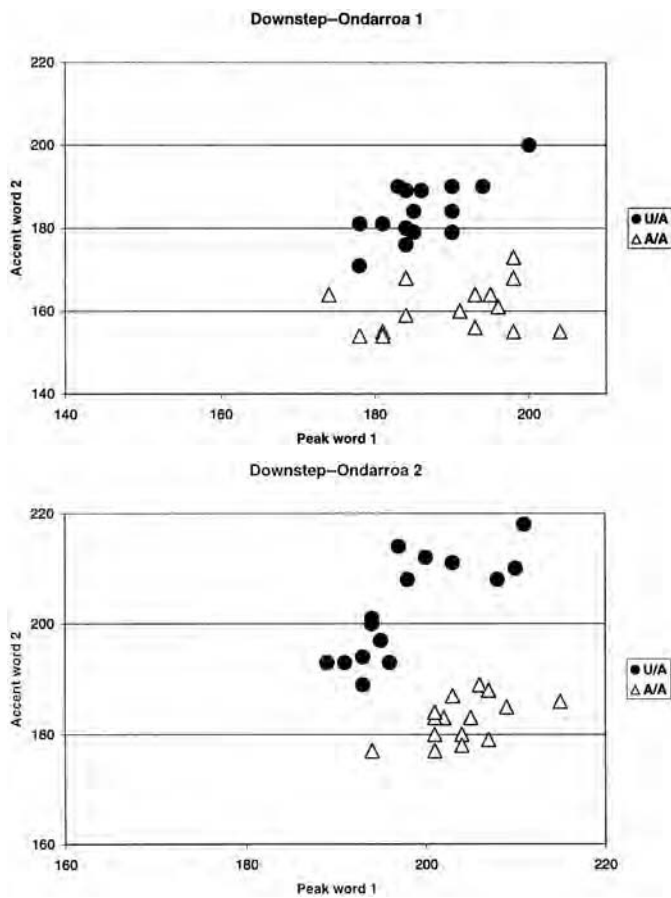 Downstep–Ondarroa 1
220
200
180
160
140
140 160 180 200
Accent word 2
Peak word 1
● U/A
△ A/A
Downstep–Ondarroa 2
220
200
180
160
160 180 200 220
Accent word 2
Peak word 1
● U/A
△ A/A